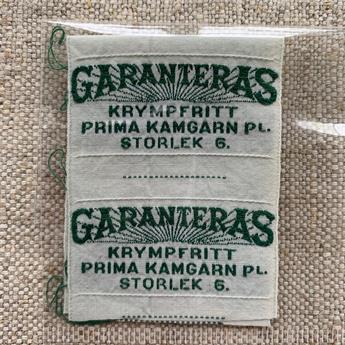 GARANTERAS
KRYMPFRITT
PRIMA KAMGARN PL.
STORLEK 6.
GARANTERAS
KRYMPFRITT
PRIMA KAMGARN PL.
STORLEK 6.